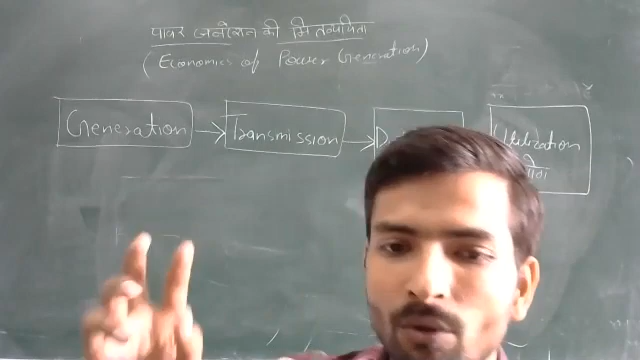 पावर जनरेशन की मितव्ययिता
(Economics of Power Generation)
Generation Transmission Utilization